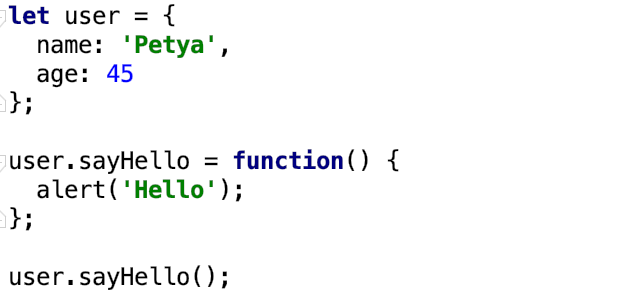 let user = {
  name: 'Petya',
  age: 45
};

user.sayHello = function() {
  alert('Hello');
};

user.sayHello();